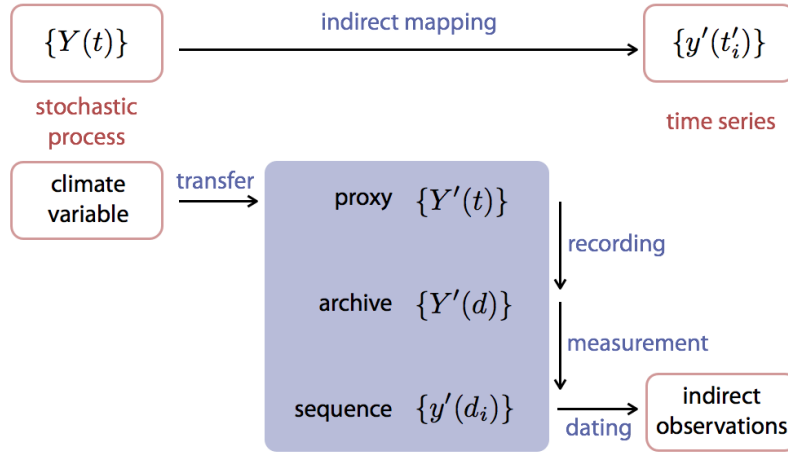 indirect mapping
{Y(t)}
{y′(t′ᵢ)}
stochastic
process
time series
climate
variable
transfer
proxy {Y′(t)}
recording
archive {Y′(d)}
measurement
sequence {y′(dᵢ)}
dating
indirect
observations